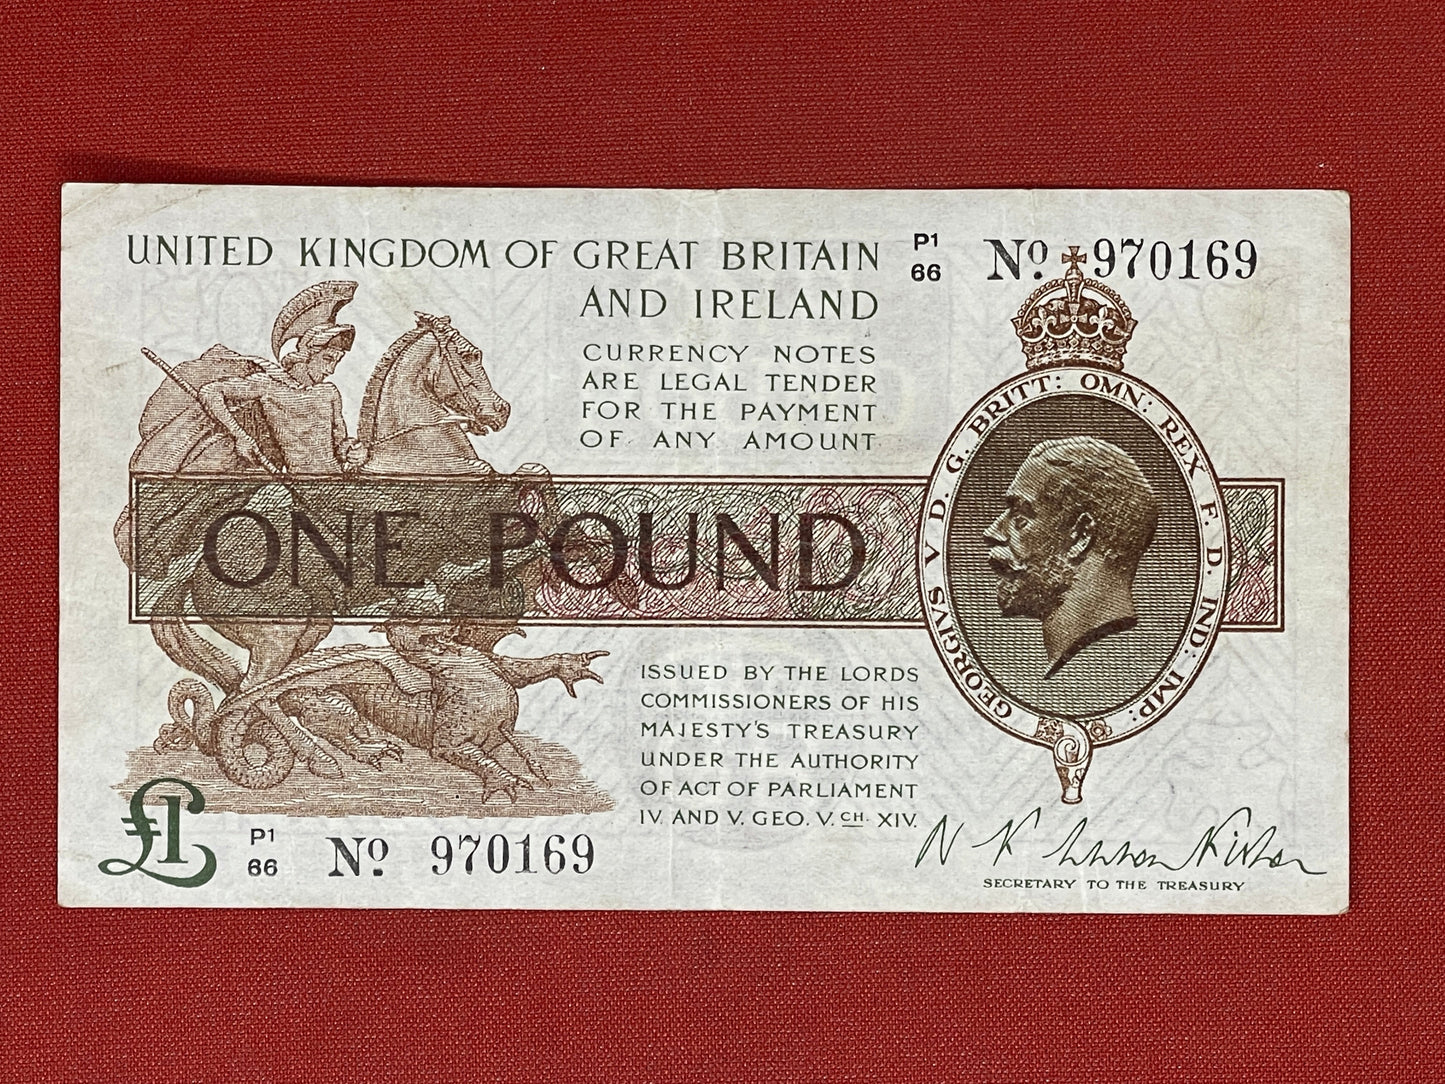 UNITED KINGDOM OF GREAT BRITAIN
AND IRELAND
P1
66
Nº 970169
CURRENCY NOTES
ARE LEGAL TENDER
FOR THE PAYMENT
OF ANY AMOUNT
ONE POUND
GEORGIVS V D. G. BRITT: OMN: REX F. D. IND: IMP:
ISSUED BY THE LORDS
COMMISSIONERS OF HIS
MAJESTY'S TREASURY
UNDER THE AUTHORITY
OF ACT OF PARLIAMENT
IV. AND V. GEO. V. CH. XIV.
£1
P1
66
Nº 970169
N K Warren Fisher
SECRETARY TO THE TREASURY